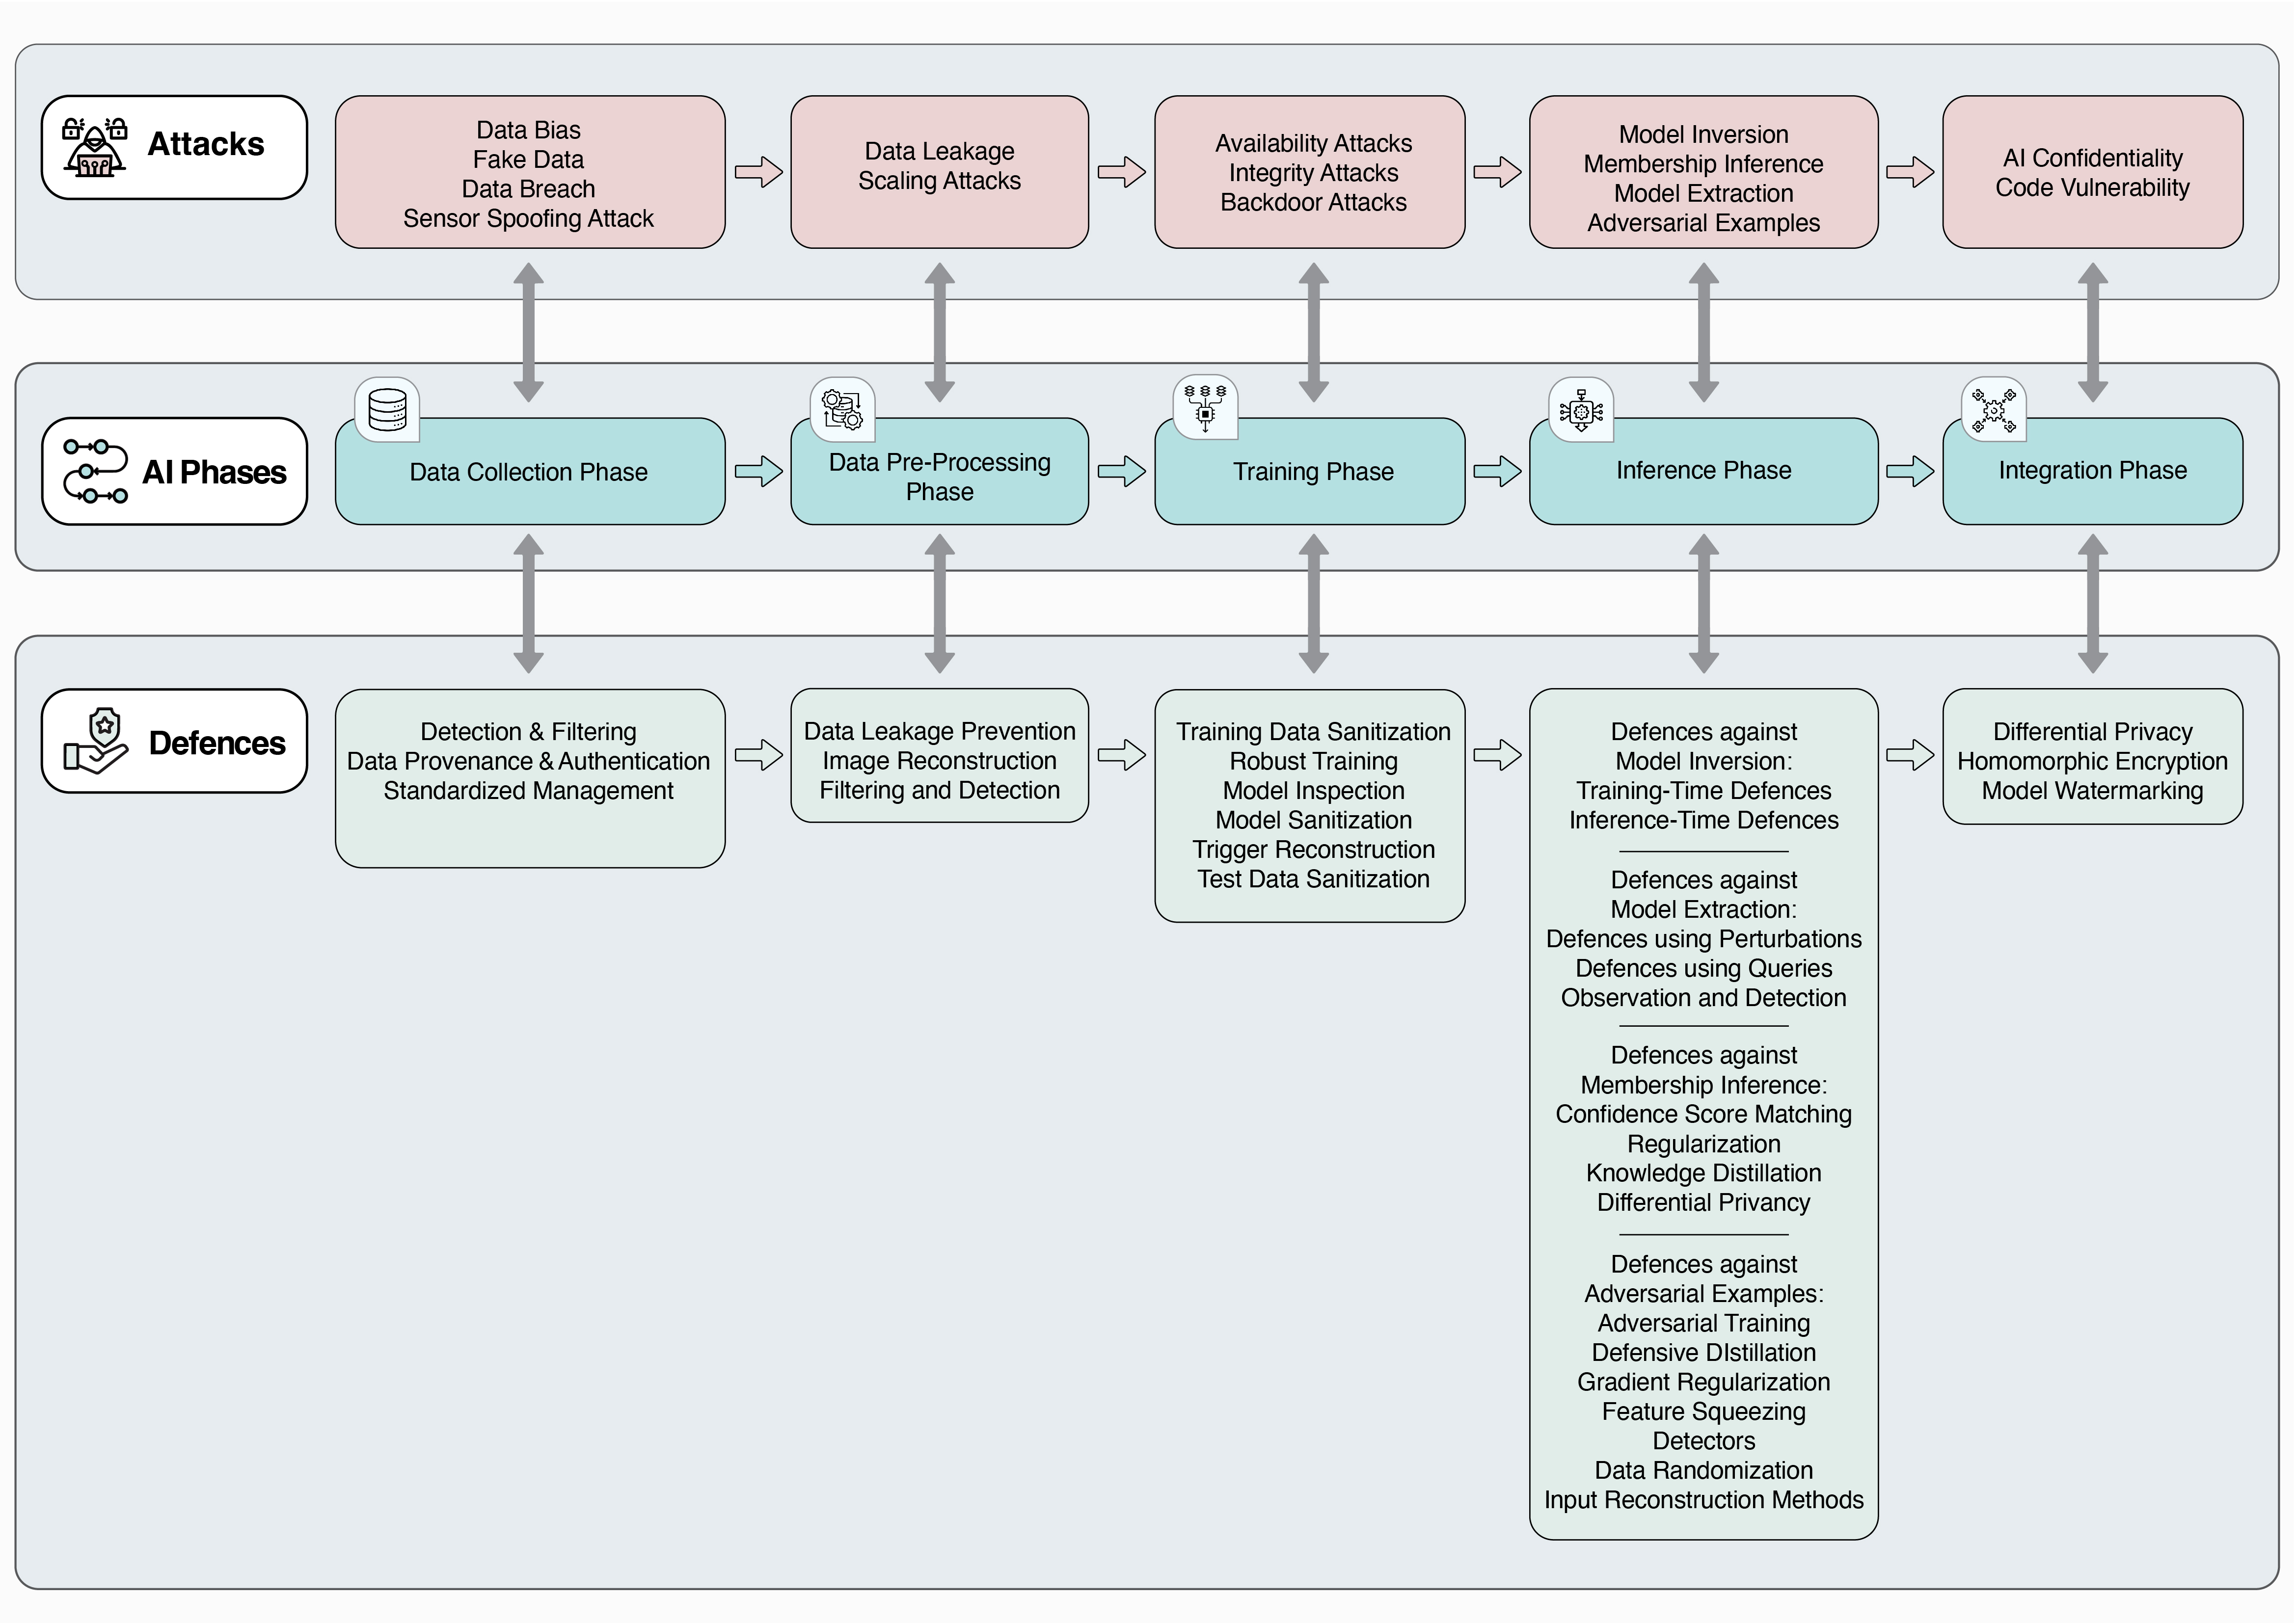 Attacks
Data Bias
Fake Data
Data Breach
Sensor Spoofing Attack
Data Leakage
Scaling Attacks
Availability Attacks
Integrity Attacks
Backdoor Attacks
Model Inversion
Membership Inference
Model Extraction
Adversarial Examples
AI Confidentiality
Code Vulnerability
AI Phases
Data Collection Phase
Data Pre-Processing
Phase
Training Phase
Inference Phase
Integration Phase
Defences
Detection & Filtering
Data Provenance & Authentication
Standardized Management
Data Leakage Prevention
Image Reconstruction
Filtering and Detection
Training Data Sanitization
Robust Training
Model Inspection
Model Sanitization
Trigger Reconstruction
Test Data Sanitization
Defences against
Model Inversion:
Training-Time Defences
Inference-Time Defences
Defences against
Model Extraction:
Defences using Perturbations
Defences using Queries
Observation and Detection
Defences against
Membership Inference:
Confidence Score Matching
Regularization
Knowledge Distillation
Differential Privancy
Defences against
Adversarial Examples:
Adversarial Training
Defensive DIstillation
Gradient Regularization
Feature Squeezing
Detectors
Data Randomization
Input Reconstruction Methods
Differential Privacy
Homomorphic Encryption
Model Watermarking